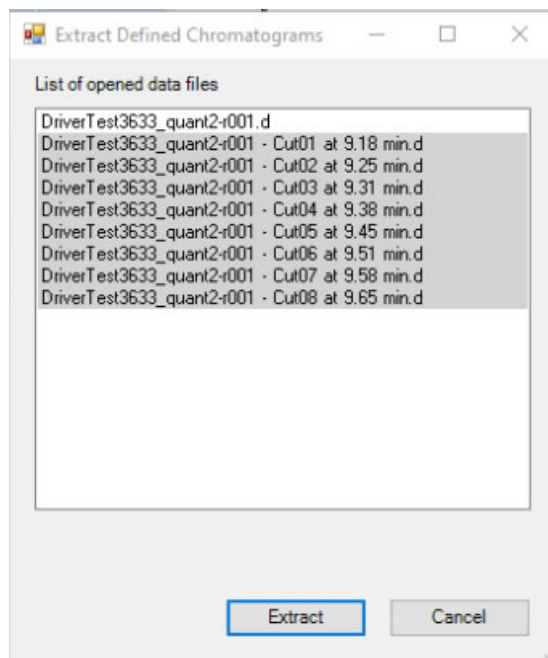 Extract Defined Chromatograms
List of opened data files
DriverTest3633_quant2-r001.d
DriverTest3633_quant2-r001 - Cut01 at 9.18 min.d
DriverTest3633_quant2-r001 - Cut02 at 9.25 min.d
DriverTest3633_quant2-r001 - Cut03 at 9.31 min.d
DriverTest3633_quant2-r001 - Cut04 at 9.38 min.d
DriverTest3633_quant2-r001 - Cut05 at 9.45 min.d
DriverTest3633_quant2-r001 - Cut06 at 9.51 min.d
DriverTest3633_quant2-r001 - Cut07 at 9.58 min.d
DriverTest3633_quant2-r001 - Cut08 at 9.65 min.d
Extract Cancel